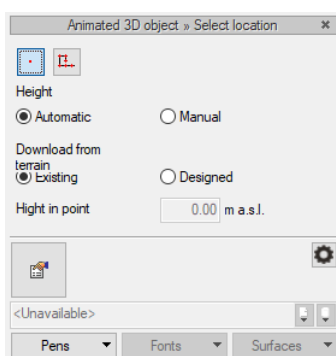 Animated 3D object » Select location
Height
Automatic Manual
Download from
terrain
Existing Designed
Hight in point 0.00 m a.s.l.
<Unavailable>
Pens Fonts Surfaces